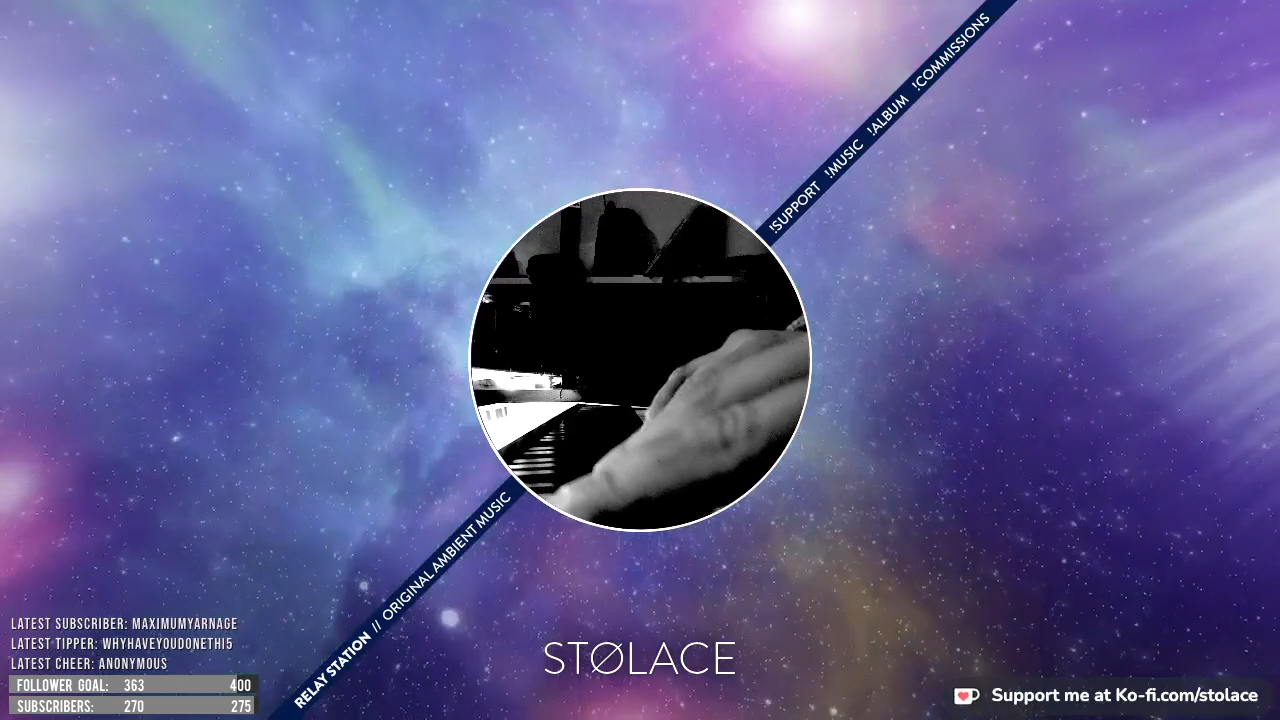 !SUPPORT !MUSIC !ALBUM !COMMISSIONS
RELAY STATION // ORIGINAL AMBIENT MUSIC
LATEST SUBSCRIBER: MAXIMUMYARNAGE
LATEST TIPPER: WHYHAVEYOUDONETHI5
LATEST CHEER: ANONYMOUS
FOLLOWER GOAL: 363 400
SUBSCRIBERS: 270 275
STØLACE
Support me at Ko-fi.com/stolace